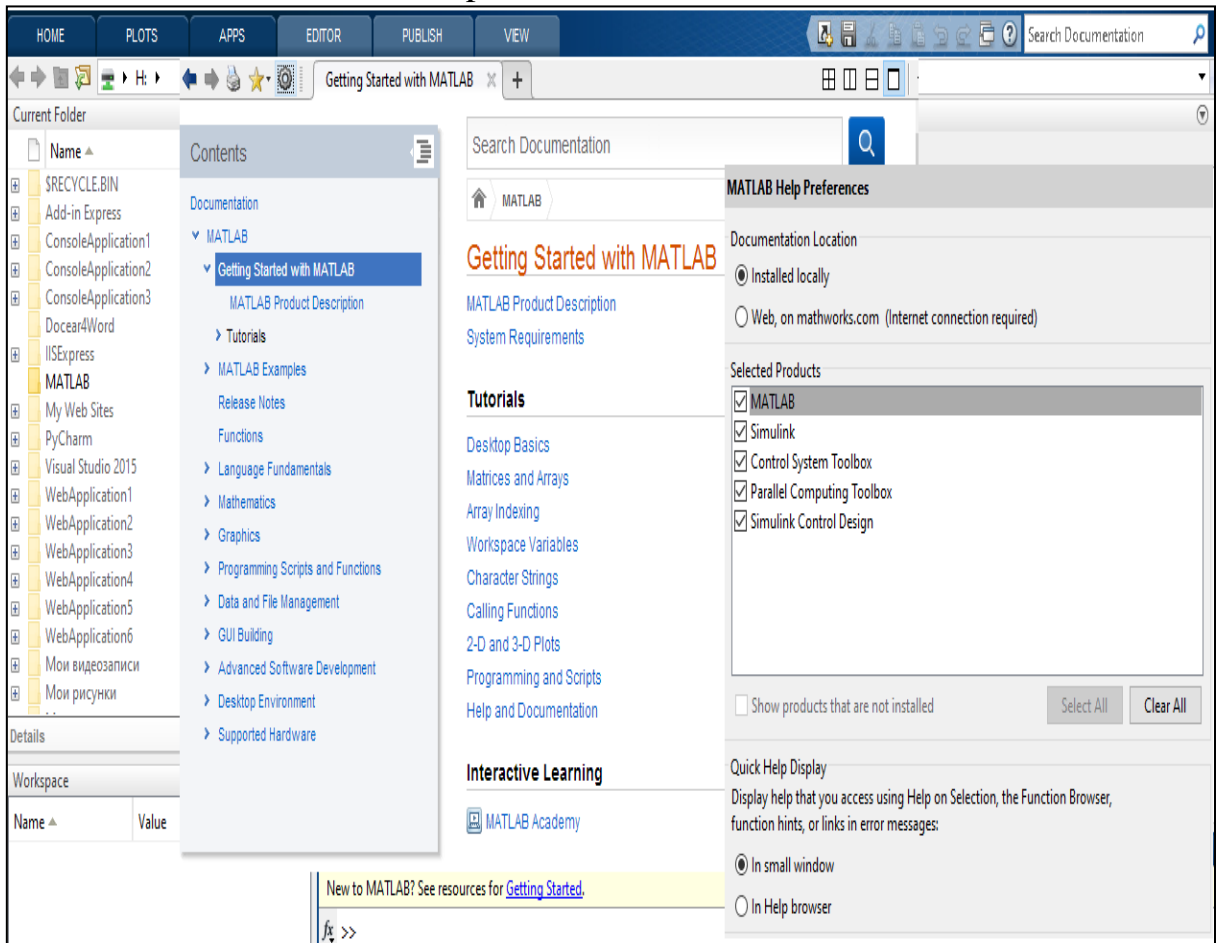 HOME PLOTS APPS EDITOR PUBLISH VIEW Search Documentation
H:
Getting Started with MATLAB
Current Folder
Name
$RECYCLE.BIN
Add-in Express
ConsoleApplication1
ConsoleApplication2
ConsoleApplication3
Docear4Word
IISExpress
MATLAB
My Web Sites
PyCharm
Visual Studio 2015
WebApplication1
WebApplication2
WebApplication3
WebApplication4
WebApplication5
WebApplication6
Мои видеозаписи
Мои рисунки
Details
Workspace
Name Value
Contents
Documentation
MATLAB
Getting Started with MATLAB
MATLAB Product Description
Tutorials
MATLAB Examples
Release Notes
Functions
Language Fundamentals
Mathematics
Graphics
Programming Scripts and Functions
Data and File Management
GUI Building
Advanced Software Development
Desktop Environment
Supported Hardware
Search Documentation
MATLAB
Getting Started with MATLAB
MATLAB Product Description
System Requirements
Tutorials
Desktop Basics
Matrices and Arrays
Array Indexing
Workspace Variables
Character Strings
Calling Functions
2-D and 3-D Plots
Programming and Scripts
Help and Documentation
Interactive Learning
MATLAB Academy
New to MATLAB? See resources for Getting Started.
fx >>
MATLAB Help Preferences
Documentation Location
Installed locally
Web, on mathworks.com (Internet connection required)
Selected Products
MATLAB
Simulink
Control System Toolbox
Parallel Computing Toolbox
Simulink Control Design
Show products that are not installed Select All Clear All
Quick Help Display
Display help that you access using Help on Selection, the Function Browser,
function hints, or links in error messages:
In small window
In Help browser